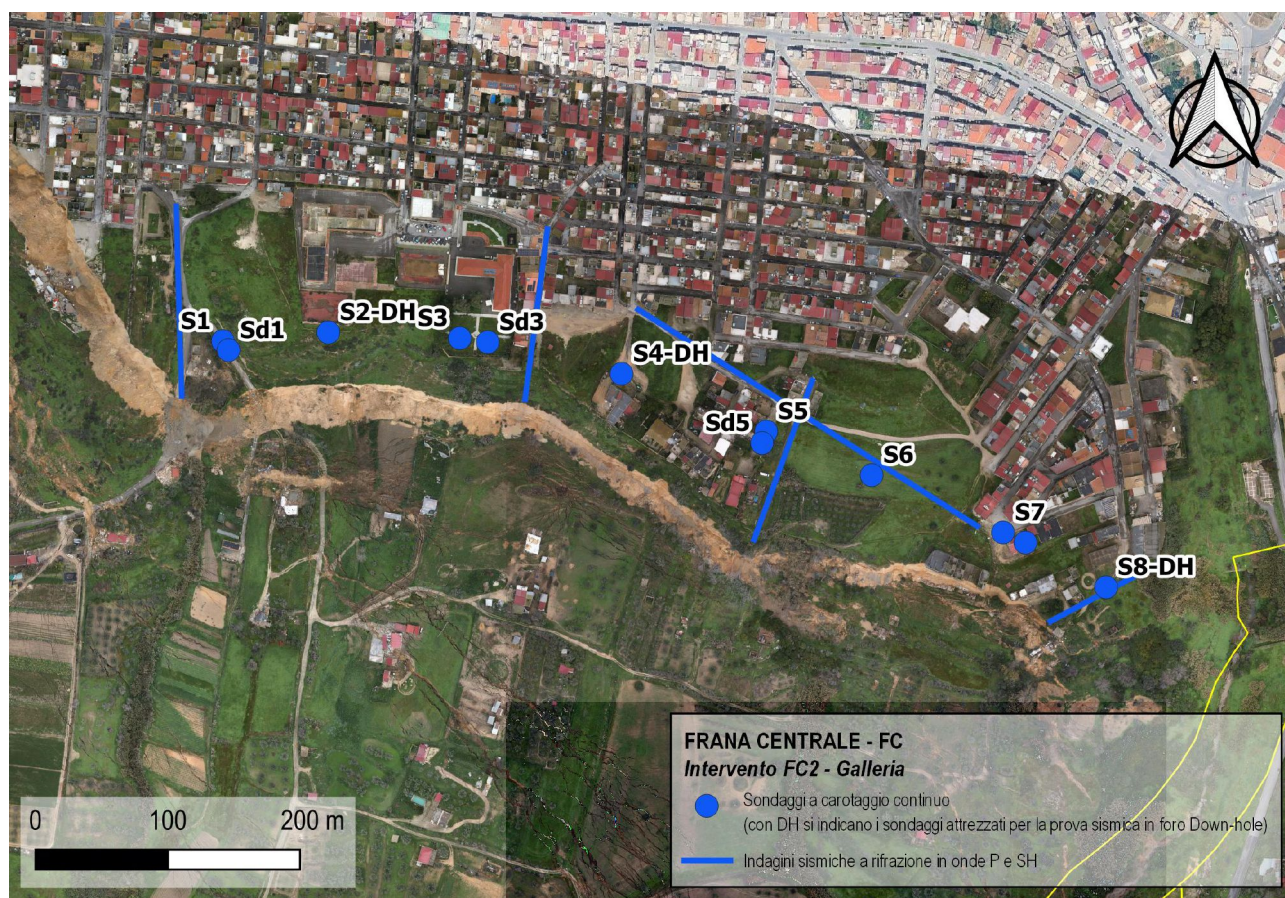 S1
Sd1
S2-DH
S3
Sd3
S4-DH
Sd5
S5
S6
S7
S8-DH
FRANA CENTRALE - FC
Intervento FC2 - Galleria
Sondaggi a carotaggio continuo
(con DH si indicano i sondaggi attrezzati per la prova sismica in foro Down-hole)
Indagini sismiche a rifrazione in onde P e SH
0 100 200 m